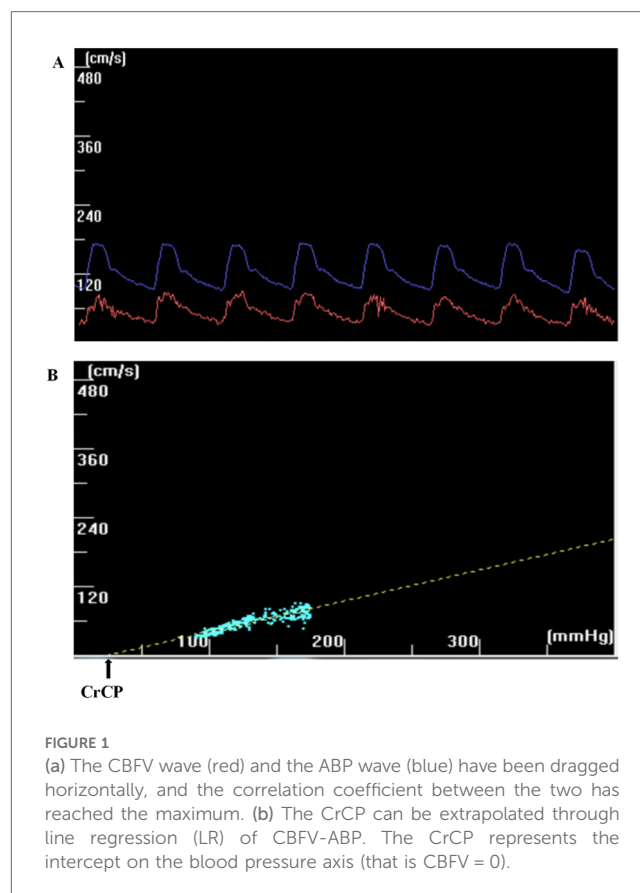 A
(cm/s)
480
360
240
120
B
(cm/s)
480
360
240
120
100
200
300
(mmHg)
CrCP
FIGURE 1
(a) The CBFV wave (red) and the ABP wave (blue) have been dragged
horizontally, and the correlation coefficient between the two has
reached the maximum. (b) The CrCP can be extrapolated through
line regression (LR) of CBFV-ABP. The CrCP represents the
intercept on the blood pressure axis (that is CBFV = 0).